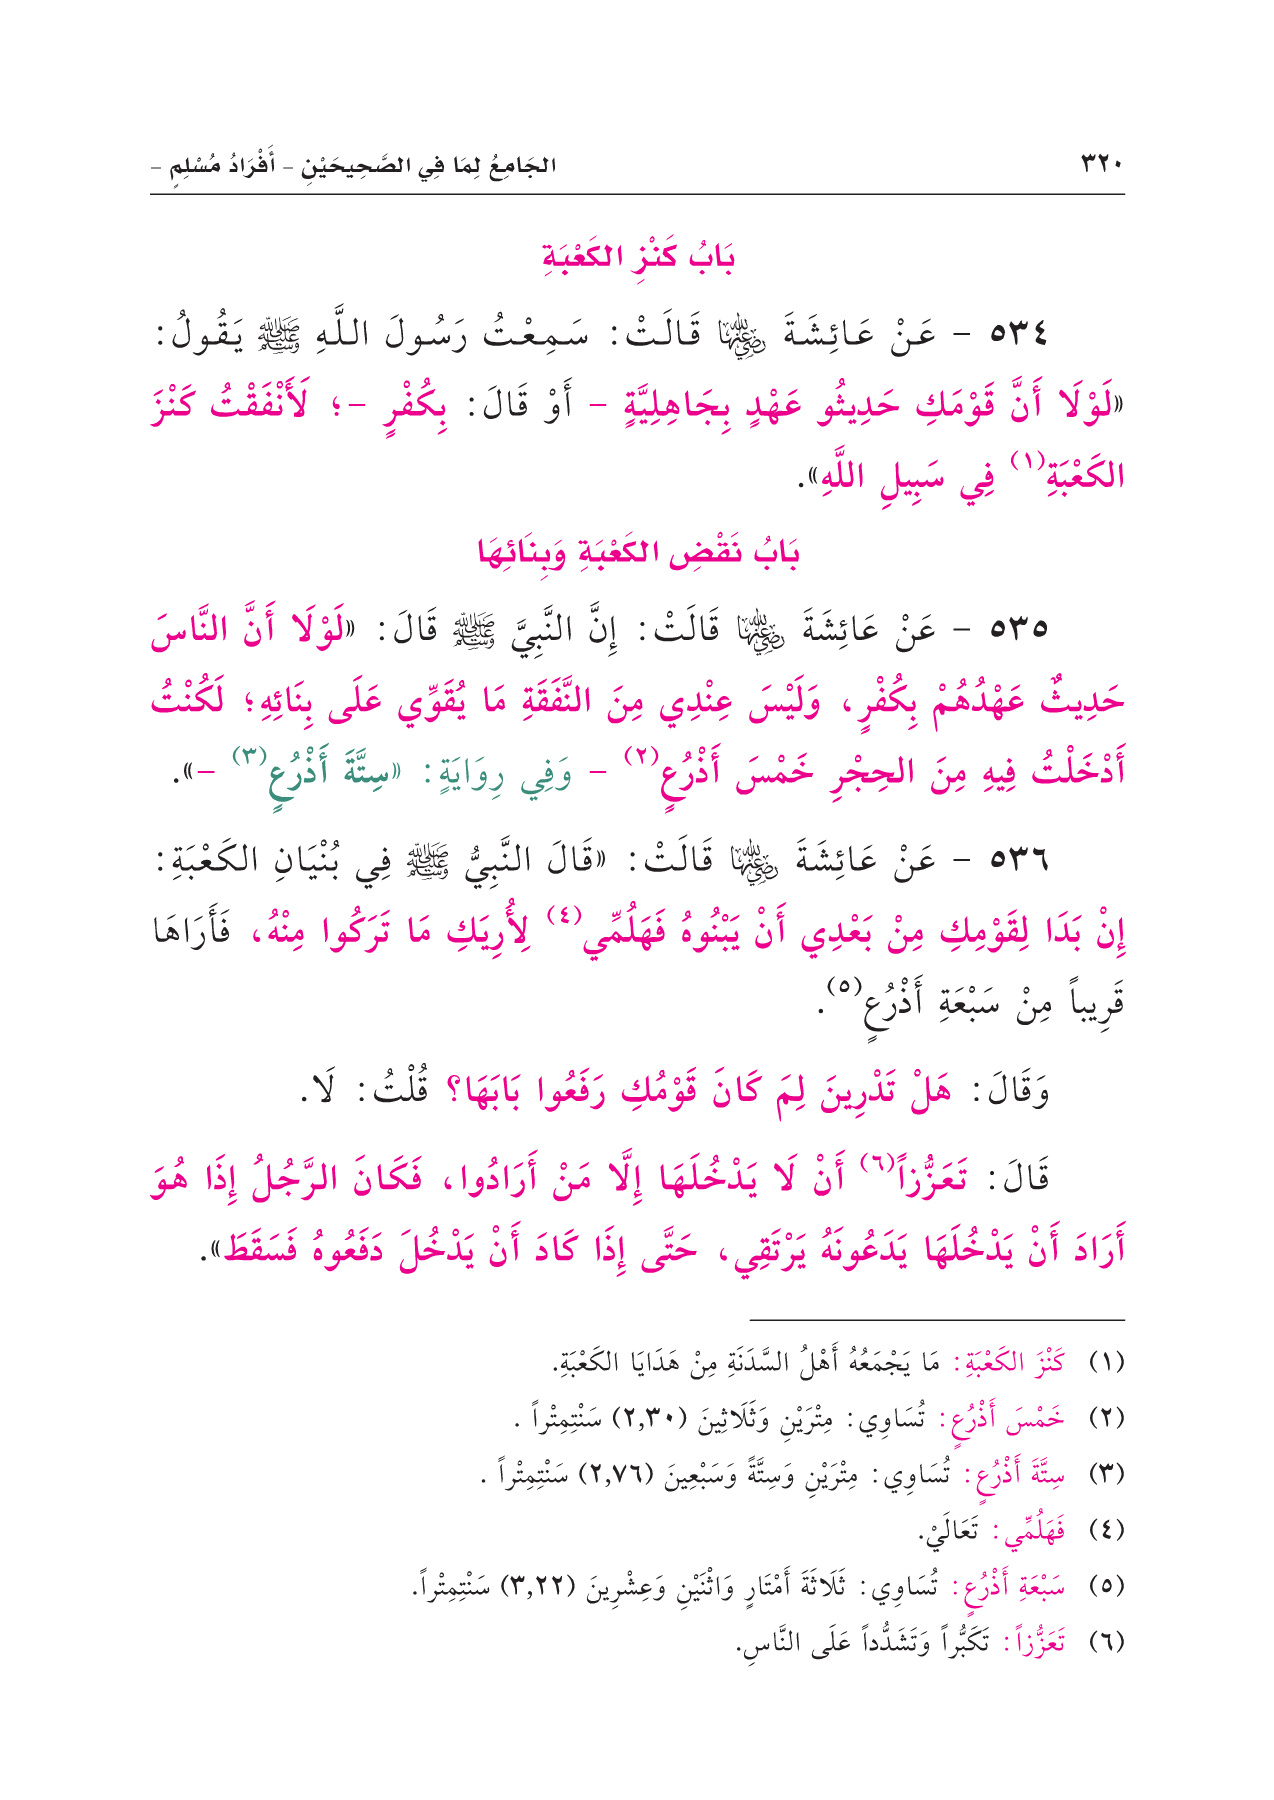 ٣٢٠ الجَامِعُ لِمَا فِي الصَّحِيحَيْنِ – أَفْرَادُ مُسْلِمٍ –
بَابُ كَنْزِ الكَعْبَةِ
٥٣٤ – عَنْ عَائِشَةَ رضي الله عنها قَالَتْ: سَمِعْتُ رَسُولَ اللَّهِ ﷺ يَقُولُ:
«لَوْلَا أَنَّ قَوْمَكِ حَدِيثُو عَهْدٍ بِجَاهِلِيَّةٍ – أَوْ قَالَ: بِكُفْرٍ –؛ لَأَنْفَقْتُ كَنْزَ
الكَعْبَةِ(١) فِي سَبِيلِ اللَّهِ».
بَابُ نَقْضِ الكَعْبَةِ وَبِنَائِهَا
٥٣٥ – عَنْ عَائِشَةَ رضي الله عنها قَالَتْ: إِنَّ النَّبِيَّ ﷺ قَالَ: «لَوْلَا أَنَّ النَّاسَ
حَدِيثٌ عَهْدُهُمْ بِكُفْرٍ، وَلَيْسَ عِنْدِي مِنَ النَّفَقَةِ مَا يُقَوِّي عَلَى بِنَائِهِ؛ لَكُنْتُ
أَدْخَلْتُ فِيهِ مِنَ الحِجْرِ خَمْسَ أَذْرُعٍ(٢) – وَفِي رِوَايَةٍ: «سِتَّةَ أَذْرُعٍ(٣) –».
٥٣٦ – عَنْ عَائِشَةَ رضي الله عنها قَالَتْ: «قَالَ النَّبِيُّ ﷺ فِي بُنْيَانِ الكَعْبَةِ:
إِنْ بَدَا لِقَوْمِكِ مِنْ بَعْدِي أَنْ يَبْنُوهُ فَهَلُمِّي(٤) لِأُرِيَكِ مَا تَرَكُوا مِنْهُ، فَأَرَاهَا
قَرِيباً مِنْ سَبْعَةِ أَذْرُعٍ(٥).
وَقَالَ: هَلْ تَدْرِينَ لِمَ كَانَ قَوْمُكِ رَفَعُوا بَابَهَا؟ قُلْتُ: لَا.
قَالَ: تَعَزُّزاً(٦) أَنْ لَا يَدْخُلَهَا إِلَّا مَنْ أَرَادُوا، فَكَانَ الرَّجُلُ إِذَا هُوَ
أَرَادَ أَنْ يَدْخُلَهَا يَدَعُونَهُ يَرْتَقِي، حَتَّى إِذَا كَادَ أَنْ يَدْخُلَ دَفَعُوهُ فَسَقَطَ».
(١) كَنْزَ الكَعْبَةِ: مَا يَجْمَعُهُ أَهْلُ السَّدَنَةِ مِنْ هَدَايَا الكَعْبَةِ.
(٢) خَمْسَ أَذْرُعٍ: تُسَاوِي: مِتْرَيْنِ وَثَلَاثِينَ (٢,٣٠) سَنْتِمِتْراً .
(٣) سِتَّةَ أَذْرُعٍ: تُسَاوِي: مِتْرَيْنِ وَسِتَّةً وَسَبْعِينَ (٢,٧٦) سَنْتِمِتْراً .
(٤) فَهَلُمِّي: تَعَالَيْ.
(٥) سَبْعَةِ أَذْرُعٍ: تُسَاوِي: ثَلَاثَةَ أَمْتَارٍ وَاثْنَيْنِ وَعِشْرِينَ (٣,٢٢) سَنْتِمِتْراً.
(٦) تَعَزُّزاً: تَكَبُّراً وَتَشَدُّداً عَلَى النَّاسِ.